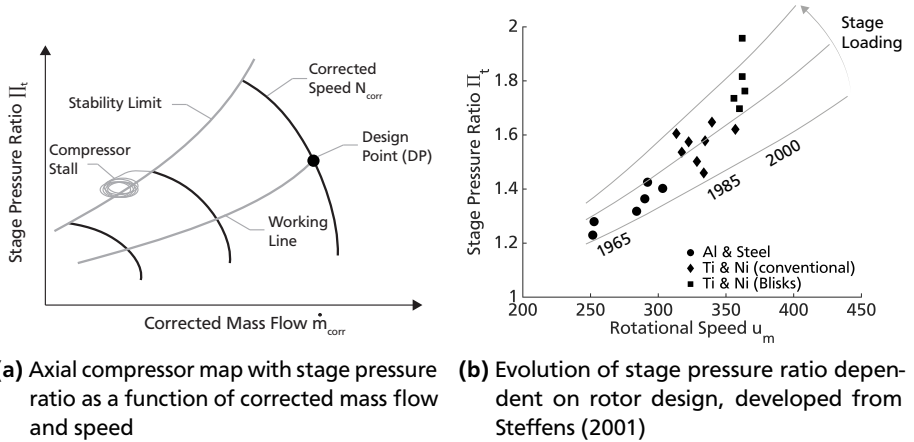 Stage Pressure Ratio Π_t
Stability Limit
Corrected
Speed N_corr
Compressor
Stall
Design
Point (DP)
Working
Line
Corrected Mass Flow ṁ_corr
Stage Pressure Ratio Π_t
2
1.8
1.6
1.4
1.2
1
Stage
Loading
2000
1985
1965
Al & Steel
Ti & Ni (conventional)
Ti & Ni (Blisks)
200 250 300 350 400 450
Rotational Speed u_m
(a) Axial compressor map with stage pressure
ratio as a function of corrected mass flow
and speed
(b) Evolution of stage pressure ratio depen-
dent on rotor design, developed from
Steffens (2001)